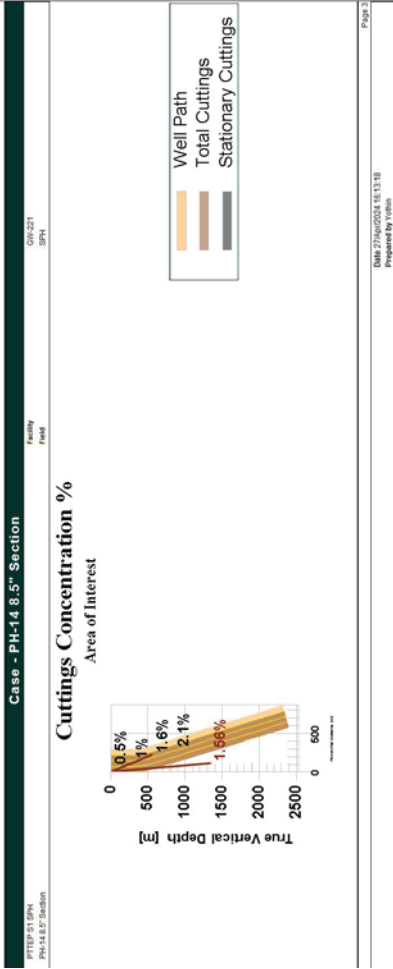 Case - PH-14 8.5" Section
PTTEP S1 SPH
Facility
GW-221
PH-14 8.5" Section
Field
SPH
Cuttings Concentration %
Area of Interest
Well Path
Total Cuttings
Stationary Cuttings
True Vertical Depth [m]
0
500
1000
1500
2000
2500
0.5%
1%
1.6%
2.1%
1.56%
0
500
Date 27/Apr/2024 16:13:18
Prepared by Yothin
Page 3